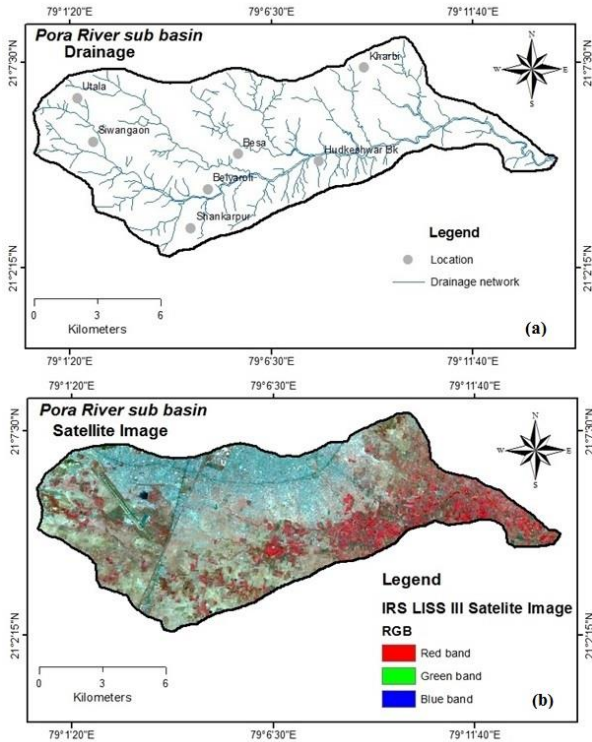 79°1'20"E 79°6'30"E 79°11'40"E
Pora River sub basin
Drainage
21°7'30"N
21°7'30"N
N
W E
S
Kharbi
Utala
Siwangaon
Besa
Hudkeshwar Bk
Shankarpur
Legend
Location
Drainage network
21°2'15"N
21°2'15"N
0 3 6
Kilometers
(a)
79°1'20"E 79°6'30"E 79°11'40"E
79°1'20"E 79°6'30"E 79°11'40"E
Pora River sub basin
Satellite Image
21°7'30"N
21°7'30"N
N
W E
S
Legend
IRS LISS III Satelite Image
RGB
Red band
Green band
Blue band
21°2'15"N
21°2'15"N
0 3 6
Kilometers
(b)
79°1'20"E 79°6'30"E 79°11'40"E